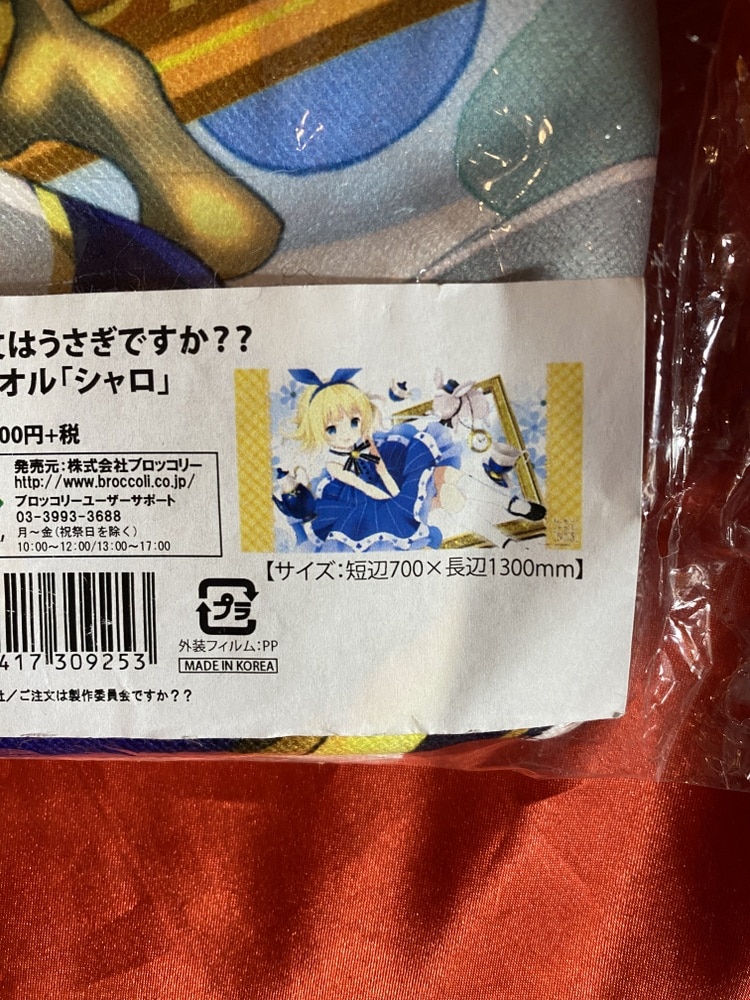 はうさぎですか??
オル「シャロ」
00円+税
発売元:株式会社ブロッコリー
http://www.broccoli.co.jp/
ブロッコリーユーザーサポート
03-3993-3688
月～金(祝祭日を除く)
10:00～12:00/13:00～17:00
【サイズ:短辺700×長辺1300mm】
プラ
外装フィルム:PP
MADE IN KOREA
417309253
社/ご注文は製作委員会ですか??